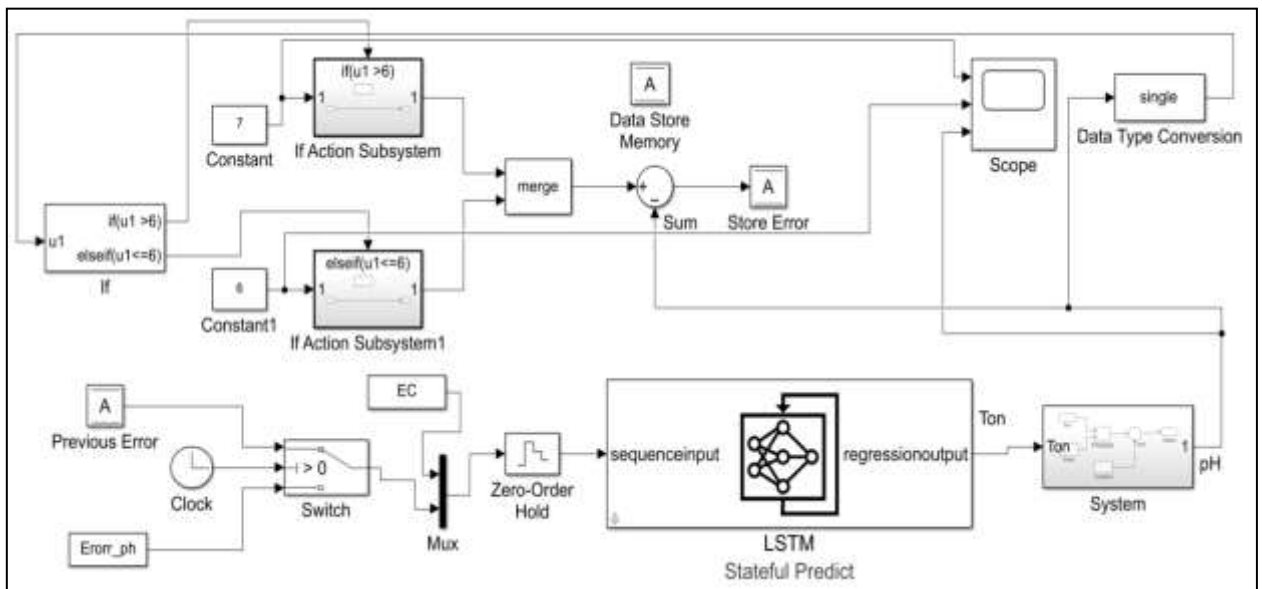 if(u1 >6)
1
1
If Action Subsystem
7
Constant
A
Data Store
Memory
Scope
single
Data Type Conversion
merge
Sum
A
Store Error
u1
if(u1 >6)
elseif(u1<=6)
If
elseif(u1<=6)
1
1
If Action Subsystem1
6
Constant1
A
Previous Error
Clock
> 0
Switch
Erorr_ph
EC
Mux
Zero-Order
Hold
sequenceinput
regressionoutput
LSTM
Stateful Predict
Ton
Ton
1
pH
System